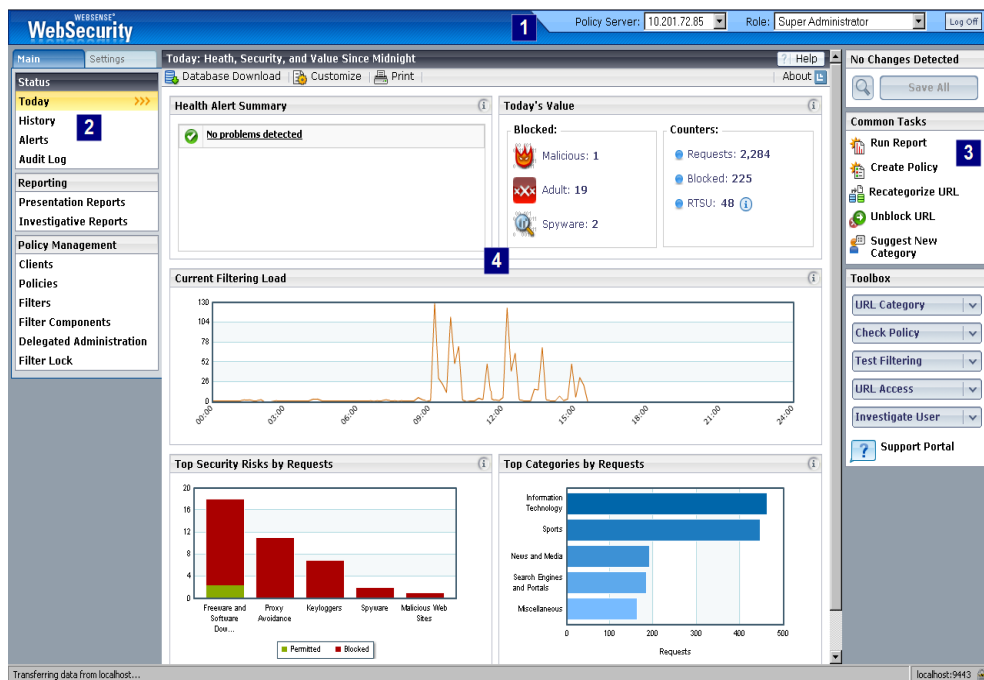 WEBSENSE®
WebSecurity
1
Policy Server: 10.201.72.85
Role: Super Administrator
Log Off
Main
Settings
Status
Today >>>
History
2
Alerts
Audit Log
Reporting
Presentation Reports
Investigative Reports
Policy Management
Clients
Policies
Filters
Filter Components
Delegated Administration
Filter Lock
Today: Heath, Security, and Value Since Midnight
? Help
Database Download
Customize
Print
About
Health Alert Summary
No problems detected
Today's Value
Blocked:
Malicious: 1
xXx Adult: 19
Spyware: 2
Counters:
Requests: 2,284
Blocked: 225
RTSU: 48
4
Current Filtering Load
130
104
78
52
26
0
00:00
03:00
06:00
09:00
12:00
15:00
18:00
21:00
24:00
Top Security Risks by Requests
20
16
12
8
4
0
Freeware and
Software
Dow...
Proxy
Avoidance
Keyloggers
Spyware
Malicious Web
Sites
Permitted
Blocked
Top Categories by Requests
Information
Technology
Sports
News and Media
Search Engines
and Portals
Miscellaneous
0
100
200
300
400
500
Requests
No Changes Detected
Save All
Common Tasks
3
Run Report
Create Policy
Recategorize URL
Unblock URL
Suggest New
Category
Toolbox
URL Category
Check Policy
Test Filtering
URL Access
Investigate User
? Support Portal
Transferring data from localhost...
localhost:9443